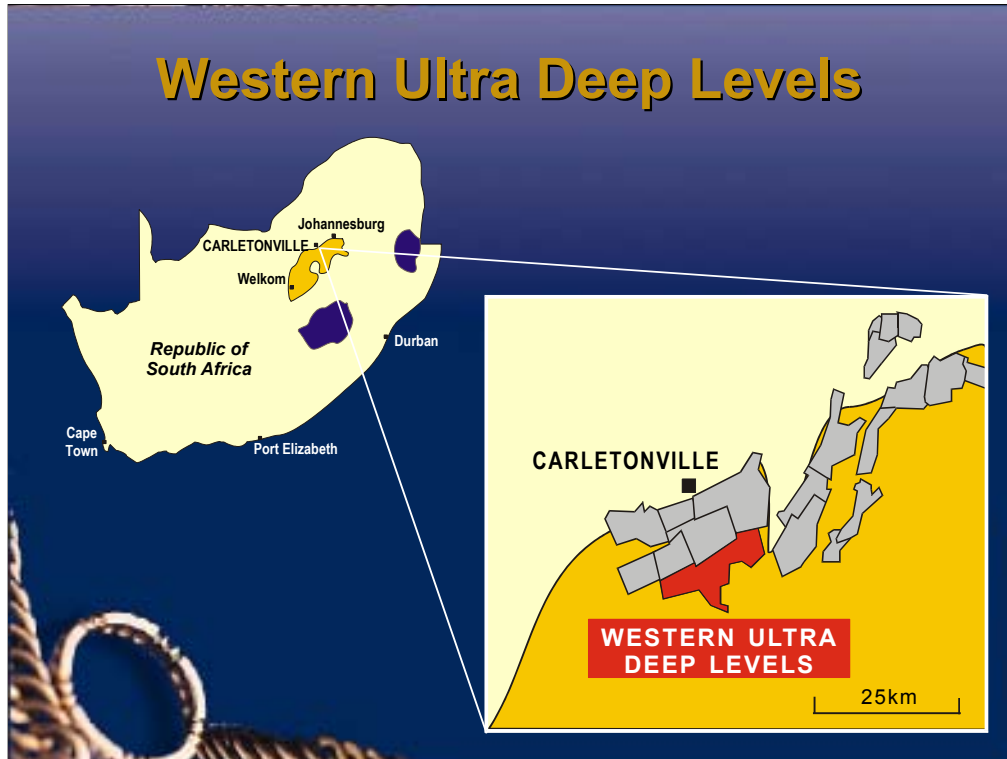 Western Ultra Deep Levels
Johannesburg
CARLETONVILLE
Welkom
Republic of
South Africa
Durban
Cape
Town
Port Elizabeth
CARLETONVILLE
WESTERN ULTRA
DEEP LEVELS
25km